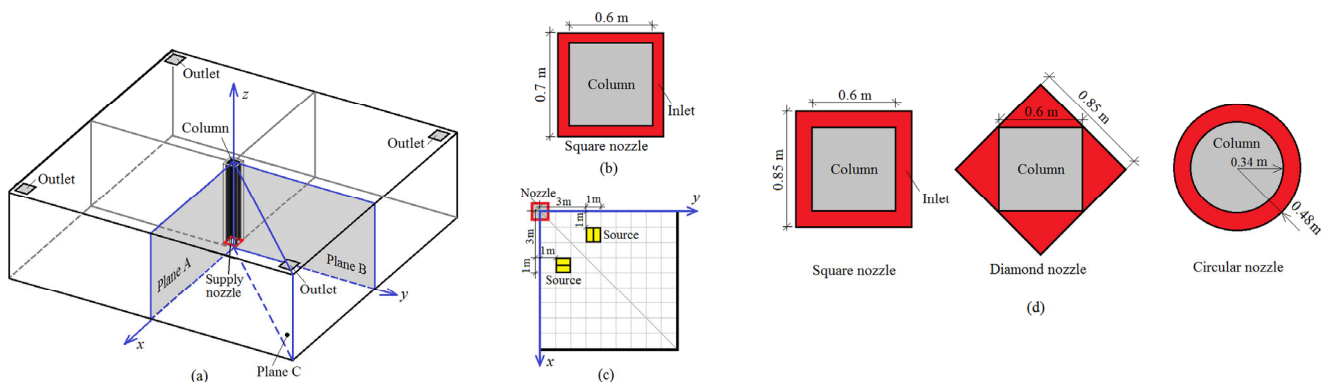 Outlet
z
Column
Outlet
Outlet
Plane A
Plane B
Supply
nozzle
Outlet
y
x
Plane C
(a)
0.6 m
0.7 m
Column
Inlet
Square nozzle
(b)
Nozzle
3m
1m
y
1m
Source
3m
1m
1m
Source
x
(c)
0.6 m
0.85 m
Column
Inlet
Square nozzle
0.6 m
0.85 m
Column
Diamond nozzle
Column
0.34 m
0.48m
Circular nozzle
(d)